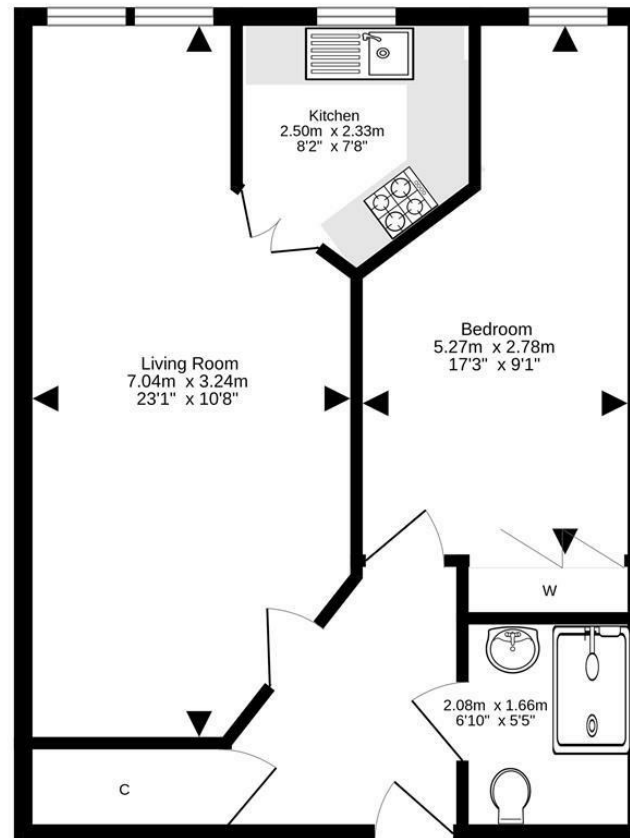 Kitchen
2.50m x 2.33m
8'2" x 7'8"
Living Room
7.04m x 3.24m
23'1" x 10'8"
Bedroom
5.27m x 2.78m
17'3" x 9'1"
W
2.08m x 1.66m
6'10" x 5'5"
C